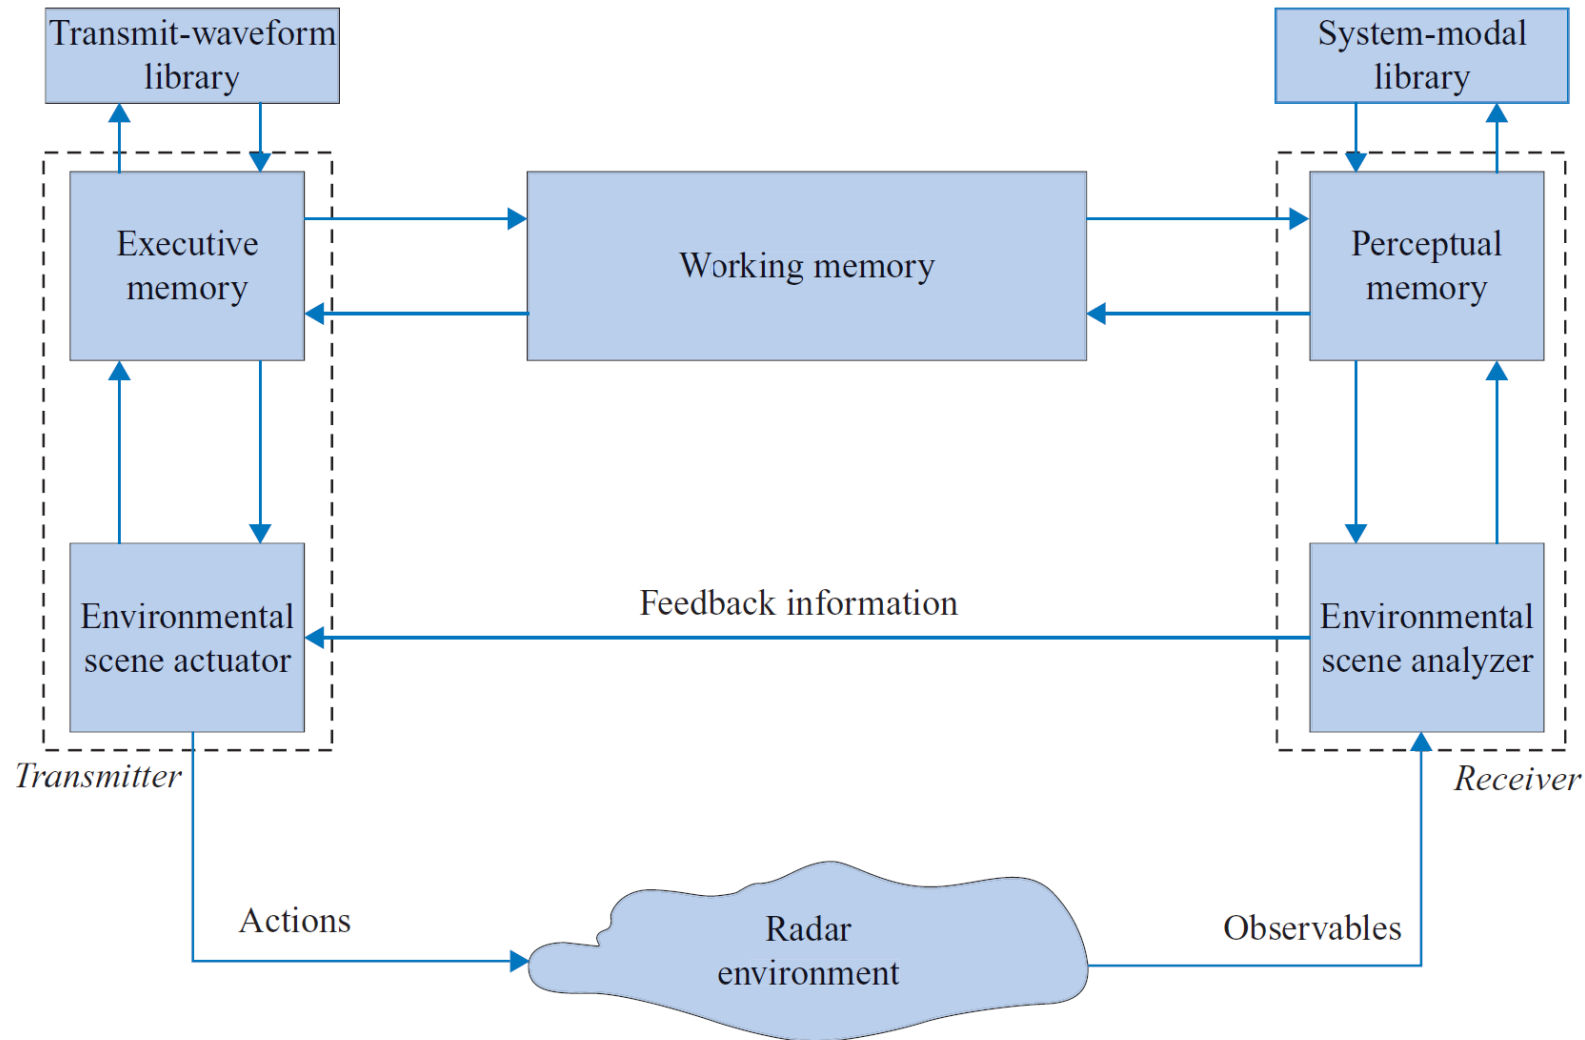 Transmit-waveform
library
System-modal
library
Executive
memory
Working memory
Perceptual
memory
Environmental
scene actuator
Feedback information
Environmental
scene analyzer
Transmitter
Receiver
Actions
Radar
environment
Observables